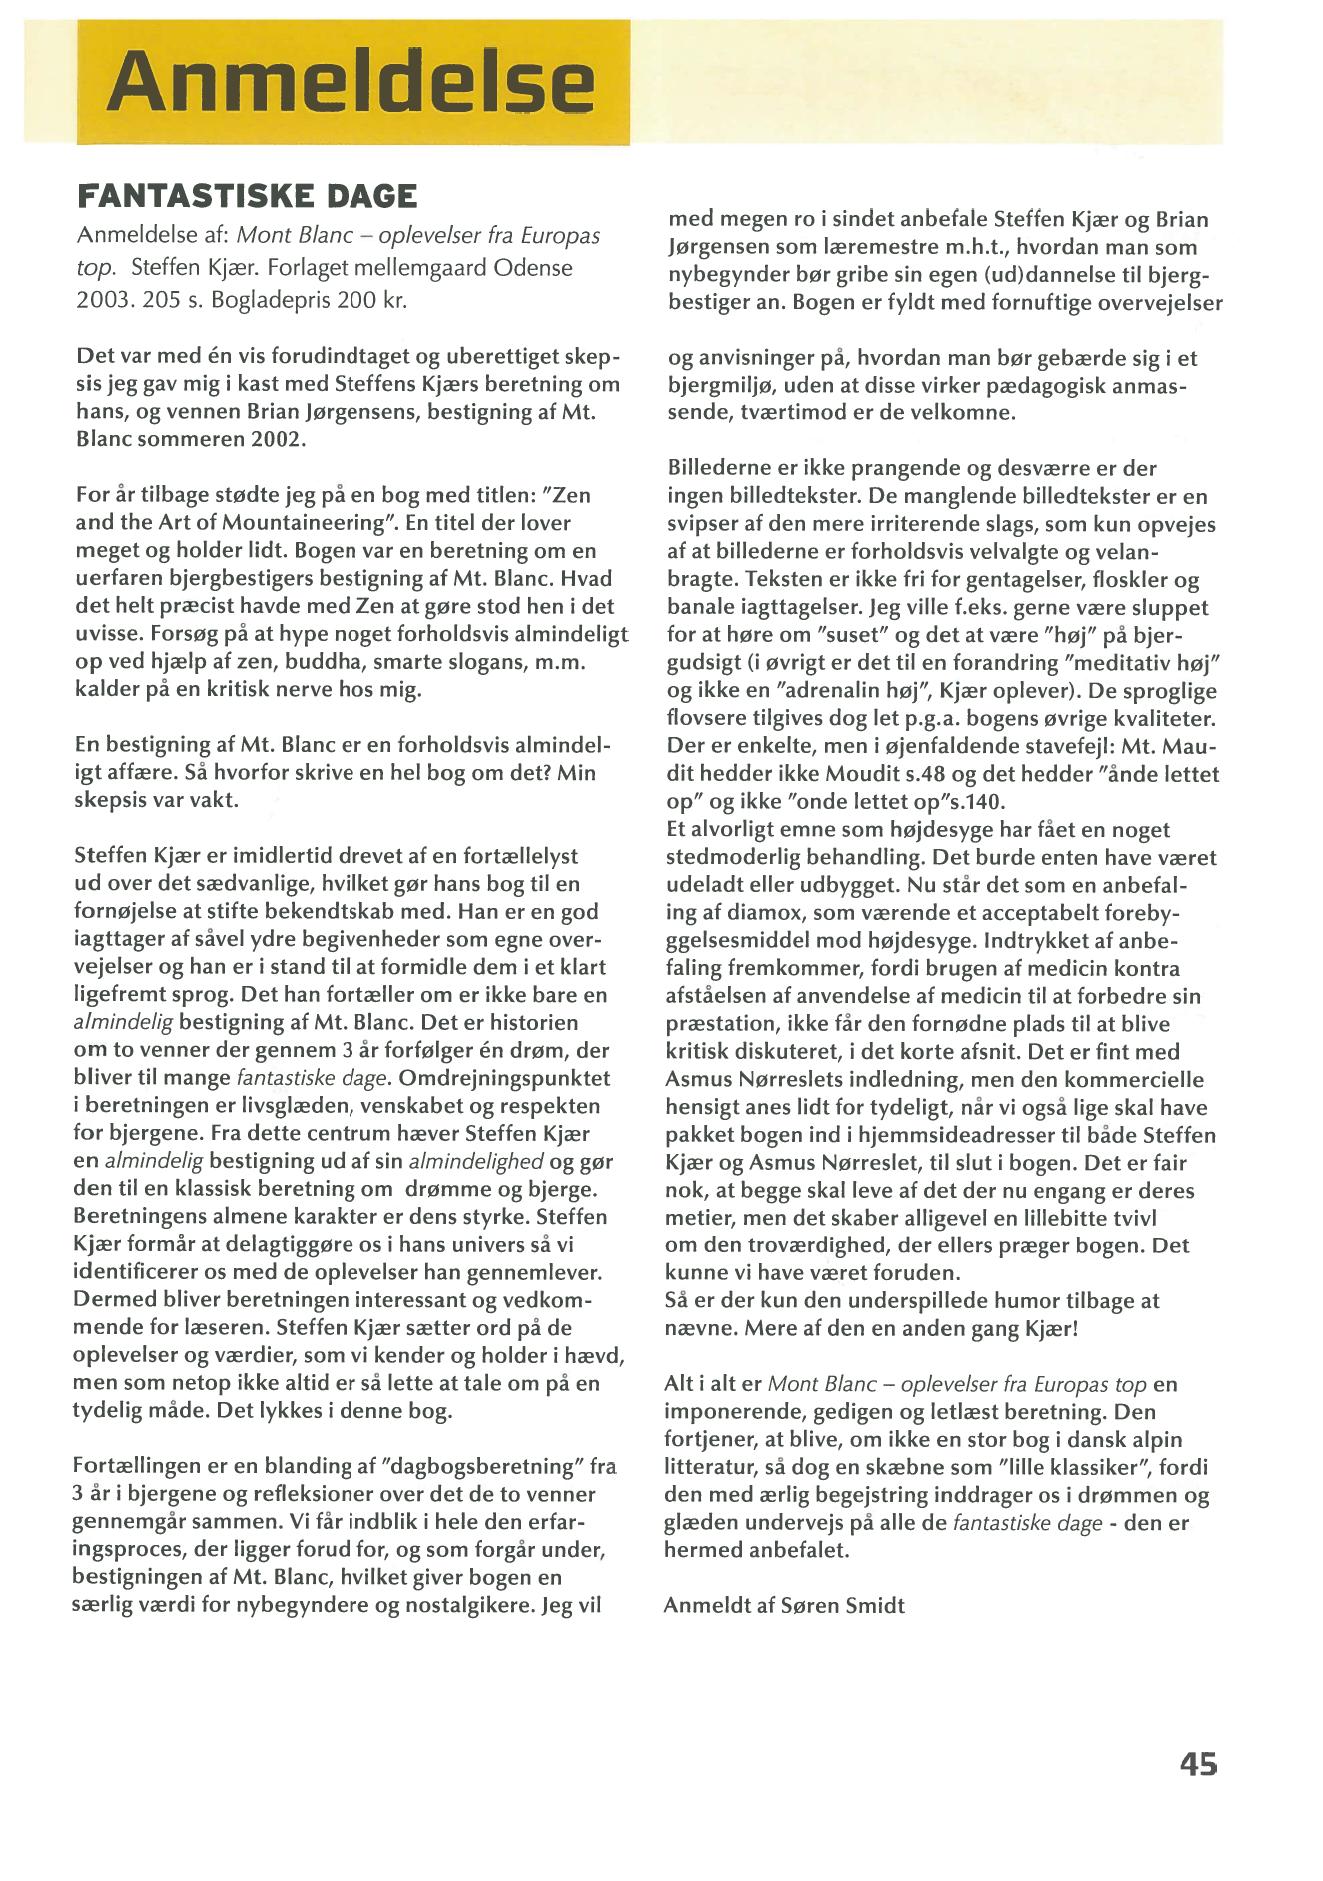 Anmeldelse
FANTASTISKE DAGE
Anmeldelse af: Mont Blanc – oplevelser fra Europas
top. Steffen Kjær. Forlaget mellemgaard Odense
2003. 205 s. Bogladepris 200 kr.
Det var med én vis forudindtaget og uberettiget skep-
sis jeg gav mig i kast med Steffens Kjærs beretning om
hans, og vennen Brian Jørgensens, bestigning af Mt.
Blanc sommeren 2002.
For år tilbage stødte jeg på en bog med titlen: "Zen
and the Art of Mountaineering". En titel der lover
meget og holder lidt. Bogen var en beretning om en
uerfaren bjergbestigers bestigning af Mt. Blanc. Hvad
det helt præcist havde med Zen at gøre stod hen i det
uvisse. Forsøg på at hype noget forholdsvis almindeligt
op ved hjælp af zen, buddha, smarte slogans, m.m.
kalder på en kritisk nerve hos mig.
En bestigning af Mt. Blanc er en forholdsvis almindel-
igt affære. Så hvorfor skrive en hel bog om det? Min
skepsis var vakt.
Steffen Kjær er imidlertid drevet af en fortællelyst
ud over det sædvanlige, hvilket gør hans bog til en
fornøjelse at stifte bekendtskab med. Han er en god
iagttager af såvel ydre begivenheder som egne over-
vejelser og han er i stand til at formidle dem i et klart
ligefremt sprog. Det han fortæller om er ikke bare en
almindelig bestigning af Mt. Blanc. Det er historien
om to venner der gennem 3 år forfølger én drøm, der
bliver til mange fantastiske dage. Omdrejningspunktet
i beretningen er livsglæden, venskabet og respekten
for bjergene. Fra dette centrum hæver Steffen Kjær
en almindelig bestigning ud af sin almindelighed og gør
den til en klassisk beretning om drømme og bjerge.
Beretningens almene karakter er dens styrke. Steffen
Kjær formår at delagtiggøre os i hans univers så vi
identificerer os med de oplevelser han gennemlever.
Dermed bliver beretningen interessant og vedkom-
mende for læseren. Steffen Kjær sætter ord på de
oplevelser og værdier, som vi kender og holder i hævd,
men som netop ikke altid er så lette at tale om på en
tydelig måde. Det lykkes i denne bog.
Fortællingen er en blanding af "dagbogsberetning" fra
3 år i bjergene og refleksioner over det de to venner
gennemgår sammen. Vi får indblik i hele den erfar-
ingsproces, der ligger forud for, og som forgår under,
bestigningen af Mt. Blanc, hvilket giver bogen en
særlig værdi for nybegyndere og nostalgikere. Jeg vil
med megen ro i sindet anbefale Steffen Kjær og Brian
Jørgensen som læremestre m.h.t., hvordan man som
nybegynder bør gribe sin egen (ud)dannelse til bjerg-
bestiger an. Bogen er fyldt med fornuftige overvejelser
og anvisninger på, hvordan man bør gebærde sig i et
bjergmiljø, uden at disse virker pædagogisk anmas-
sende, tværtimod er de velkomne.
Billederne er ikke prangende og desværre er der
ingen billedtekster. De manglende billedtekster er en
svipser af den mere irriterende slags, som kun opvejes
af at billederne er forholdsvis velvalgte og velan-
bragte. Teksten er ikke fri for gentagelser, floskler og
banale iagttagelser. Jeg ville f.eks. gerne være sluppet
for at høre om "suset" og det at være "høj" på bjer-
gudsigt (i øvrigt er det til en forandring "meditativ høj"
og ikke en "adrenalin høj", Kjær oplever). De sproglige
flovsere tilgives dog let p.g.a. bogens øvrige kvaliteter.
Der er enkelte, men i øjenfaldende stavefejl: Mt. Mau-
dit hedder ikke Moudit s.48 og det hedder "ånde lettet
op" og ikke "onde lettet op"s.140.
Et alvorligt emne som højdesyge har fået en noget
stedmoderlig behandling. Det burde enten have været
udeladt eller udbygget. Nu står det som en anbefal-
ing af diamox, som værende et acceptabelt foreby-
ggelsesmiddel mod højdesyge. Indtrykket af anbe-
faling fremkommer, fordi brugen af medicin kontra
afståelsen af anvendelse af medicin til at forbedre sin
præstation, ikke får den fornødne plads til at blive
kritisk diskuteret, i det korte afsnit. Det er fint med
Asmus Nørreslets indledning, men den kommercielle
hensigt anes lidt for tydeligt, når vi også lige skal have
pakket bogen ind i hjemmsideadresser til både Steffen
Kjær og Asmus Nørreslet, til slut i bogen. Det er fair
nok, at begge skal leve af det der nu engang er deres
metier, men det skaber alligevel en lillebitte tvivl
om den troværdighed, der ellers præger bogen. Det
kunne vi have været foruden.
Så er der kun den underspillede humor tilbage at
nævne. Mere af den en anden gang Kjær!
Alt i alt er Mont Blanc – oplevelser fra Europas top en
imponerende, gedigen og letlæst beretning. Den
fortjener, at blive, om ikke en stor bog i dansk alpin
litteratur, så dog en skæbne som "lille klassiker", fordi
den med ærlig begejstring inddrager os i drømmen og
glæden undervejs på alle de fantastiske dage - den er
hermed anbefalet.
Anmeldt af Søren Smidt
45